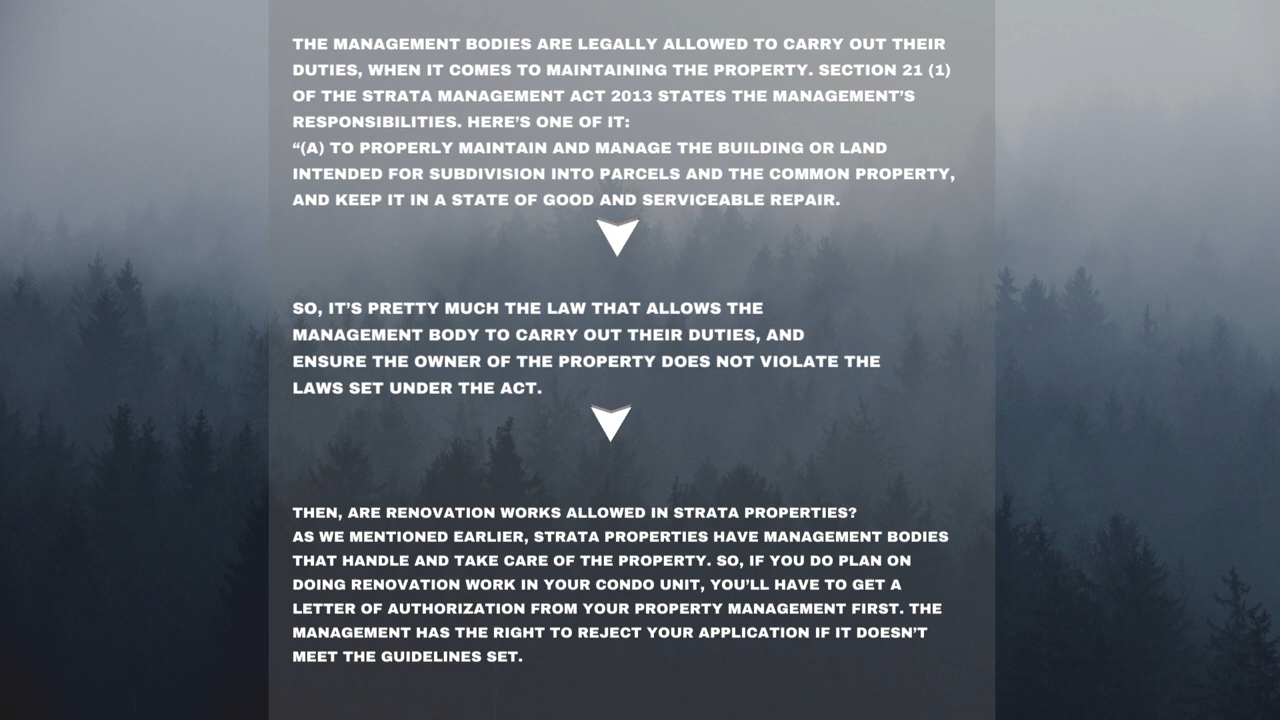 THE MANAGEMENT BODIES ARE LEGALLY ALLOWED TO CARRY OUT THEIR
DUTIES, WHEN IT COMES TO MAINTAINING THE PROPERTY. SECTION 21 (1)
OF THE STRATA MANAGEMENT ACT 2013 STATES THE MANAGEMENT'S
RESPONSIBILITIES. HERE'S ONE OF IT:
“(A) TO PROPERLY MAINTAIN AND MANAGE THE BUILDING OR LAND
INTENDED FOR SUBDIVISION INTO PARCELS AND THE COMMON PROPERTY,
AND KEEP IT IN A STATE OF GOOD AND SERVICEABLE REPAIR.
SO, IT'S PRETTY MUCH THE LAW THAT ALLOWS THE
MANAGEMENT BODY TO CARRY OUT THEIR DUTIES, AND
ENSURE THE OWNER OF THE PROPERTY DOES NOT VIOLATE THE
LAWS SET UNDER THE ACT.
THEN, ARE RENOVATION WORKS ALLOWED IN STRATA PROPERTIES?
AS WE MENTIONED EARLIER, STRATA PROPERTIES HAVE MANAGEMENT BODIES
THAT HANDLE AND TAKE CARE OF THE PROPERTY. SO, IF YOU DO PLAN ON
DOING RENOVATION WORK IN YOUR CONDO UNIT, YOU'LL HAVE TO GET A
LETTER OF AUTHORIZATION FROM YOUR PROPERTY MANAGEMENT FIRST. THE
MANAGEMENT HAS THE RIGHT TO REJECT YOUR APPLICATION IF IT DOESN'T
MEET THE GUIDELINES SET.